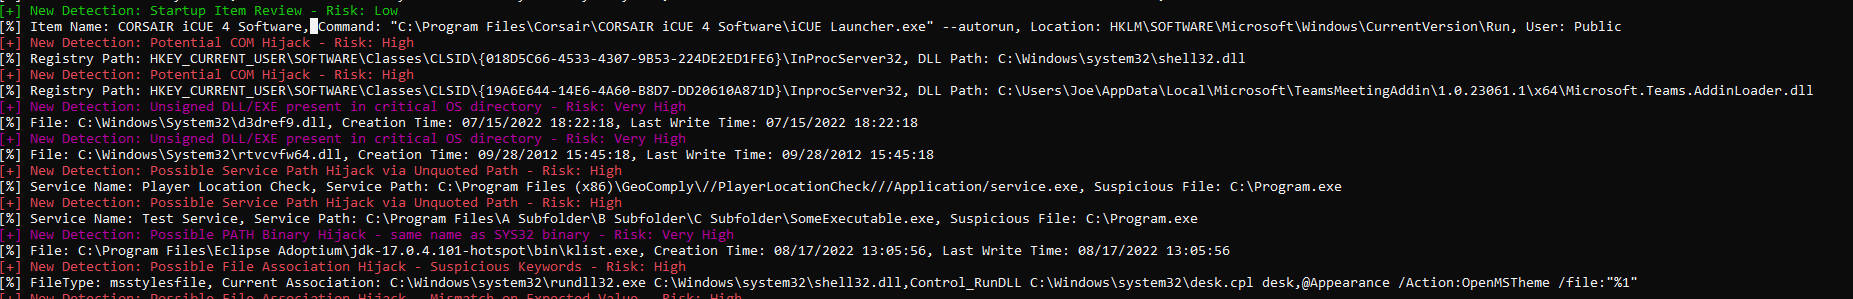 [+] New Detection: Startup Item Review - Risk: Low
[%] Item Name: CORSAIR iCUE 4 Software, Command: "C:\Program Files\Corsair\CORSAIR iCUE 4 Software\iCUE Launcher.exe" --autorun, Location: HKLM\SOFTWARE\Microsoft\Windows\CurrentVersion\Run, User: Public
[+] New Detection: Potential COM Hijack - Risk: High
[%] Registry Path: HKEY_CURRENT_USER\SOFTWARE\Classes\CLSID\{018D5C66-4533-4307-9B53-224DE2ED1FE6}\InProcServer32, DLL Path: C:\Windows\system32\shell32.dll
[+] New Detection: Potential COM Hijack - Risk: High
[%] Registry Path: HKEY_CURRENT_USER\SOFTWARE\Classes\CLSID\{19A6E644-14E6-4A60-B8D7-DD20610A871D}\InprocServer32, DLL Path: C:\Users\Joe\AppData\Local\Microsoft\TeamsMeetingAddin\1.0.23061.1\x64\Microsoft.Teams.AddinLoader.dll
[+] New Detection: Unsigned DLL/EXE present in critical OS directory - Risk: Very High
[%] File: C:\Windows\System32\d3dref9.dll, Creation Time: 07/15/2022 18:22:18, Last Write Time: 07/15/2022 18:22:18
[+] New Detection: Unsigned DLL/EXE present in critical OS directory - Risk: Very High
[%] File: C:\Windows\System32\rtvcvfw64.dll, Creation Time: 09/28/2012 15:45:18, Last Write Time: 09/28/2012 15:45:18
[+] New Detection: Possible Service Path Hijack via Unquoted Path - Risk: High
[%] Service Name: Player Location Check, Service Path: C:\Program Files (x86)\GeoComply\//PlayerLocationCheck///Application/service.exe, Suspicious File: C:\Program.exe
[+] New Detection: Possible Service Path Hijack via Unquoted Path - Risk: High
[%] Service Name: Test Service, Service Path: C:\Program Files\A Subfolder\B Subfolder\C Subfolder\SomeExecutable.exe, Suspicious File: C:\Program.exe
[+] New Detection: Possible PATH Binary Hijack - same name as SYS32 binary - Risk: Very High
[%] File: C:\Program Files\Eclipse Adoptium\jdk-17.0.4.101-hotspot\bin\klist.exe, Creation Time: 08/17/2022 13:05:56, Last Write Time: 08/17/2022 13:05:56
[+] New Detection: Possible File Association Hijack - Suspicious Keywords - Risk: High
[%] FileType: msstylesfile, Current Association: C:\Windows\system32\rundll32.exe C:\Windows\system32\shell32.dll,Control_RunDLL C:\Windows\system32\desk.cpl desk,@Appearance /Action:OpenMSTheme /file:"%1"
[+] New Detection: Possible File Association Hijack - Mismatch on Expected Value - Risk: High